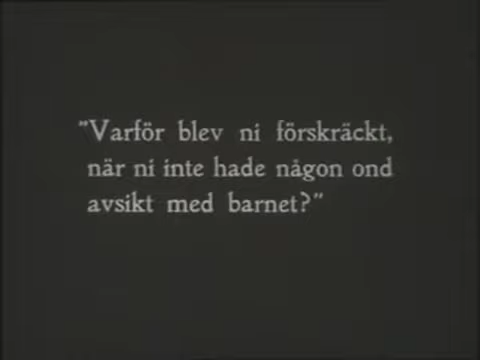 "Varför blev ni förskräckt,
när ni inte hade någon ond
avsikt med barnet?"